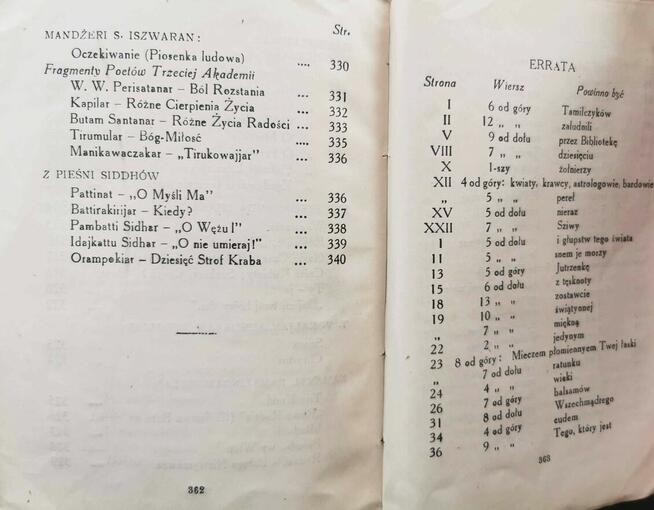 Str.
MANDŻERI S. ISZWARAN:
Oczekiwanie (Piosenka ludowa) .... 330
Fragmenty Poetów Trzeciej Akademii
W. W. Perisatanar – Ból Rozstania ... 331
Kapilar – Różne Cierpienia Życia ... 332
Butam Santanar – Różne Życia Radości ... 333
Tirumular – Bóg-Miłość .... 335
Manikawaczakar – „Tirukowajjar" ... 336
Z PIEŚNI SIDDHÓW
Pattinat – „O Myśli Ma" ... 336
Battirakirijar – Kiedy? ... 337
Pambatti Sidhar – „O Wężu!" ... 338
Idajkattu Sidhar – „O nie umieraj!" ... 339
Orampokiar – Dziesięć Strof Kraba ... 340
362
ERRATA
Strona Wiersz Powinno być
I 6 od góry Tamilczyków
II 12 „ „ zaludnili
V 9 od dołu przez Bibliotekę
VIII 7 „ „ dziesięciu
X 1-szy żołnierzy
XII 4 od góry: kwiaty, krawcy, astrologowie, bardowie
„ 5 „ „ pereł
XV 5 od dołu nieraz
XXII 7 „ „ Sziwy
1 5 od dołu i głupstw tego świata
11 5 „ „ snem je morzy
13 5 od góry Jutrzenkę
15 6 od dołu z tęsknoty
18 13 „ „ zostawcie
19 10 „ „ świątyonej
„ 7 „ „ miękną
22 2 „ „ jedynym
23 8 od góry: Mieczem płomiennym Twej łaski
„ 7 od dołu ratunku
24 4 „ „ wieki
26 7 od góry balsamów
31 8 od dołu Wszechmądrego
34 4 od góry cudem
36 9 „ „ Tego, który jest
363